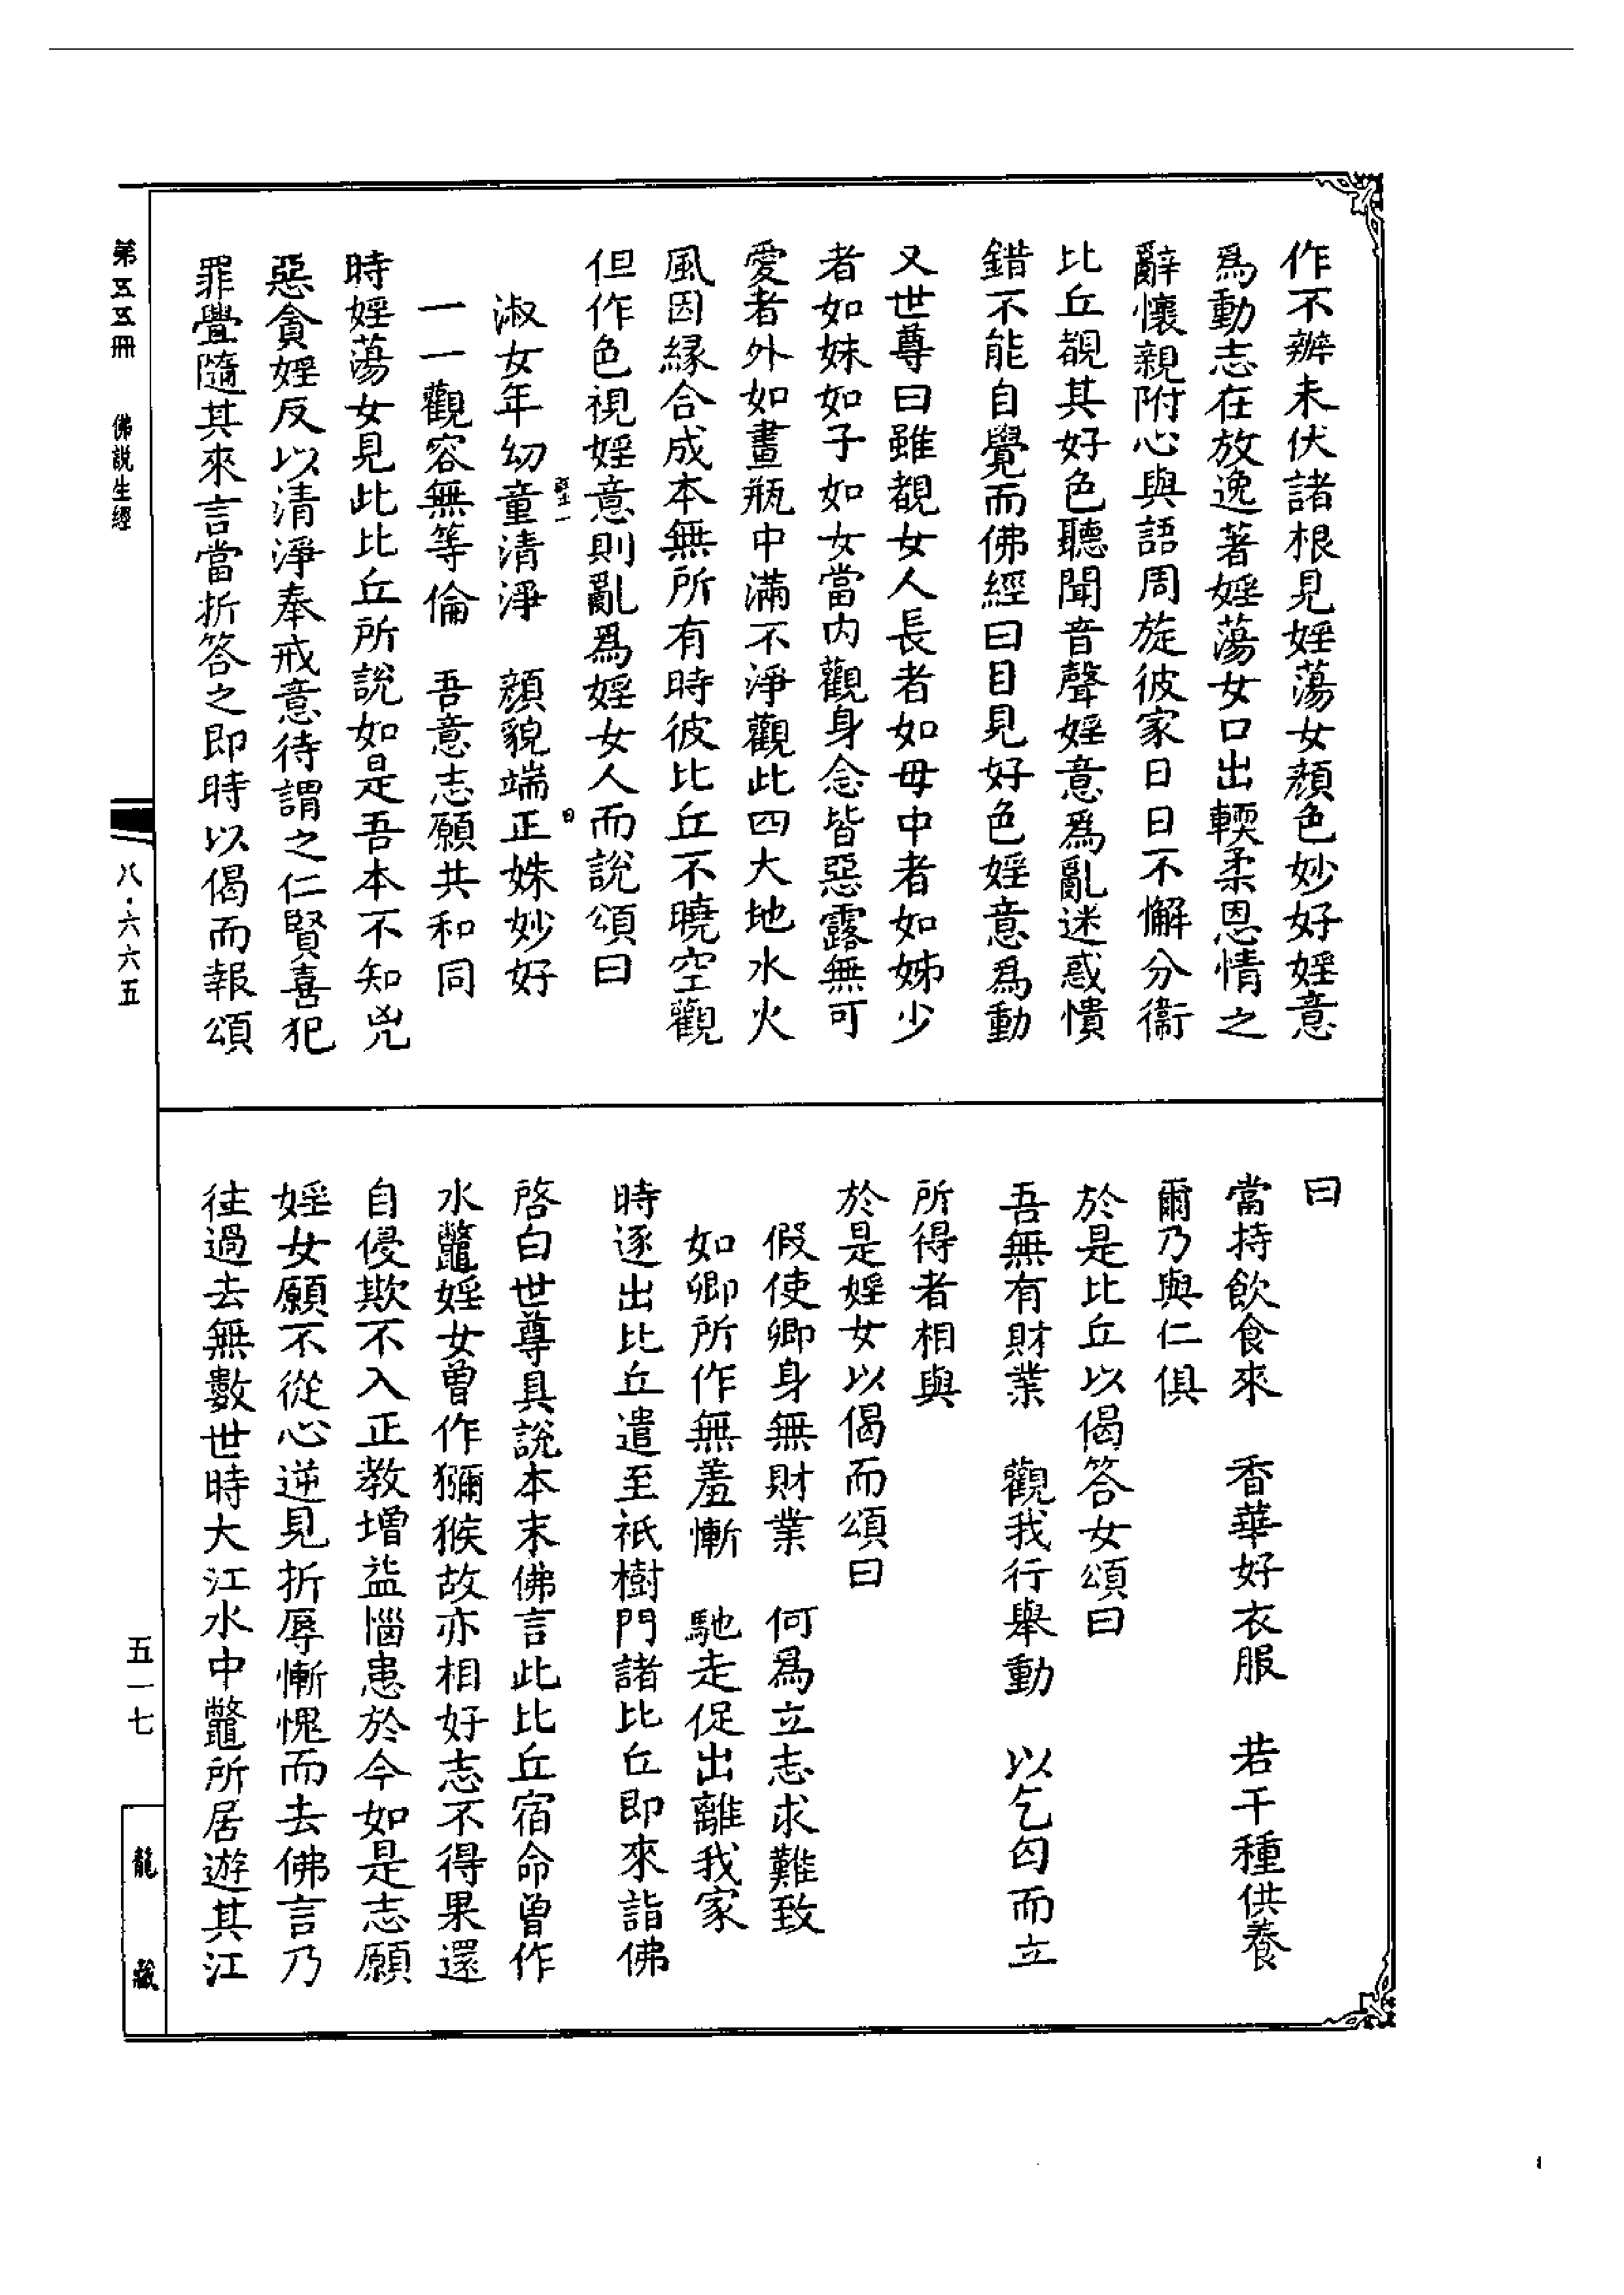 作不辦未伏諸根見婬蕩女顏色妙好婬意
為動志在放逸著婬蕩女口出輭柔恩情之
辭懷親附心與語周旋彼家日日不懈分衞
比丘覩其好色聽聞音聲婬意為亂迷惑憒
錯不能自覺而佛經曰目見好色婬意為動
又世尊曰雖覩女人長者如母中者如姊少
者如妹如子如女當内觀身念皆惡露無可
愛者外如畫瓶中滿不淨觀此四大地水火
風因緣合成本無所有時彼比丘不曉空觀
但作色視婬意則亂為婬女人而說頌曰
淑女年幼童清淨　顏貌端正姝妙好
一一觀容無等倫　吾意志願共和同
時婬蕩女見此比丘所說如是吾本不知兇
惡貪婬反以清淨奉戒意待謂之仁賢喜犯
罪舋隨其來言當折答之即時以偈而報頌
曰
當持飲食來　香華好衣服　若干種供養
爾乃與仁俱
於是比丘以偈答女頌曰
吾無有財業　觀我行舉動　以乞匃而立
所得者相與
於是婬女以偈而頌曰
假使卿身無財業　何為立志求難致
如卿所作無羞慚　馳走促出離我家
時逐出比丘遣至祇樹門諸比丘即來詣佛
啓白世尊具說本末佛言此比丘宿命曾作
水鼈婬女曾作獼猴故亦相好志不得果還
自侵欺不入正教增益惱患於今如是志願
婬女願不從心逆見折辱慚愧而去佛言乃
往過去無數世時大江水中鼈所居遊其江
第五五冊　佛説生經
八・六六五
五一七
龍藏